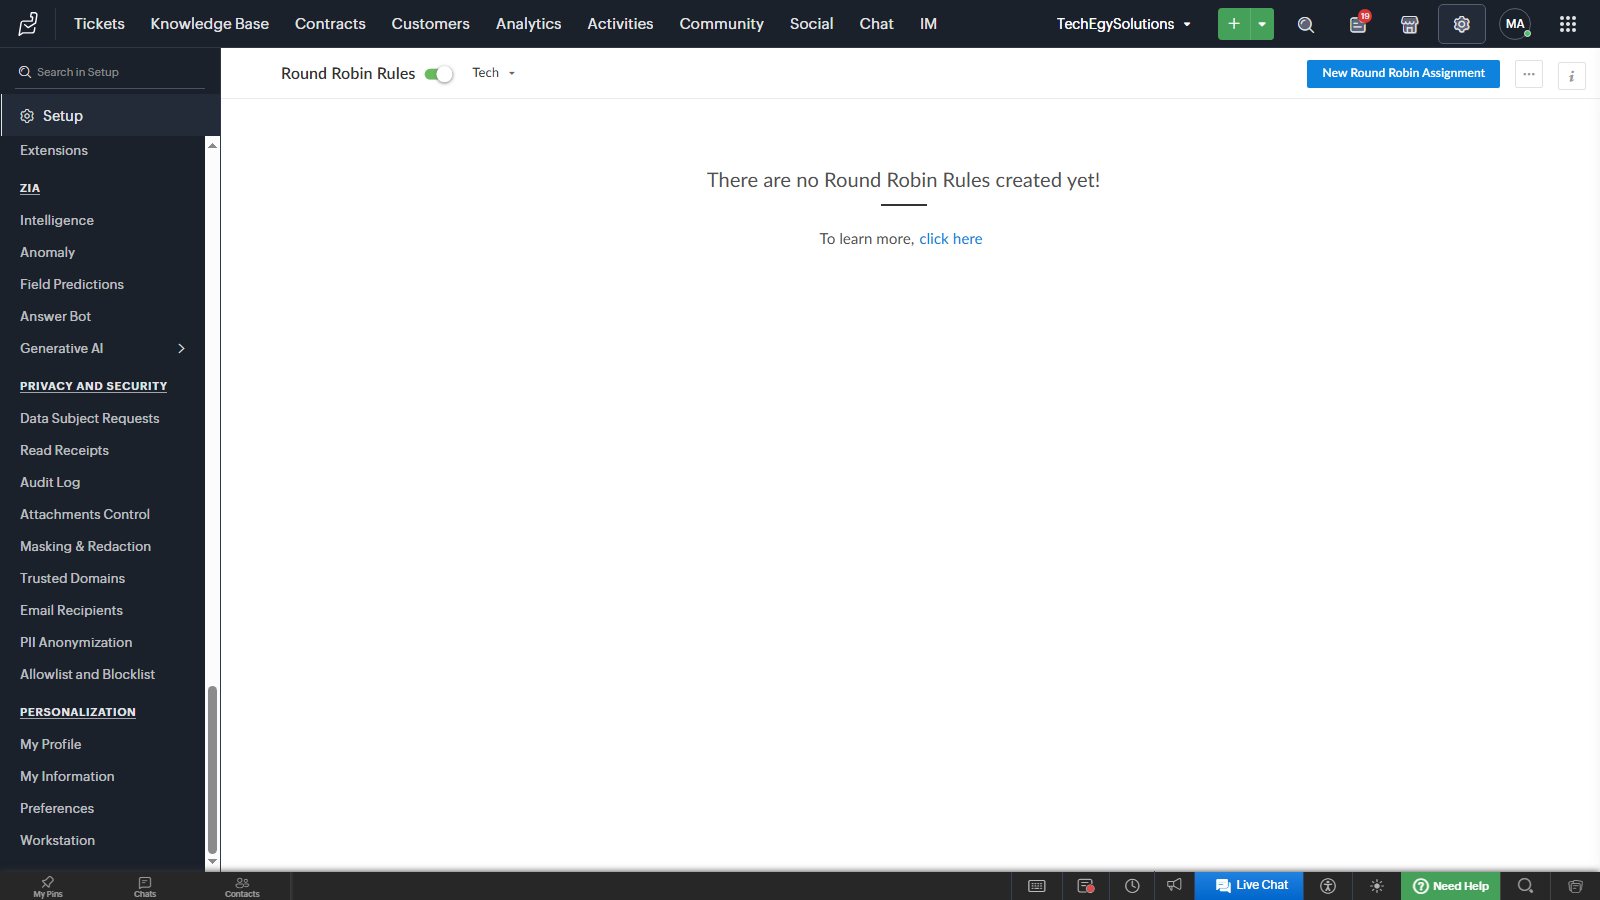 Tickets Knowledge Base Contracts Customers Analytics Activities Community Social Chat IM TechEgySolutions 19 MA
Search in Setup
Round Robin Rules Tech New Round Robin Assignment
Setup
Extensions
ZIA
Intelligence
Anomaly
Field Predictions
Answer Bot
Generative AI
PRIVACY AND SECURITY
Data Subject Requests
Read Receipts
Audit Log
Attachments Control
Masking & Redaction
Trusted Domains
Email Recipients
PII Anonymization
Allowlist and Blocklist
PERSONALIZATION
My Profile
My Information
Preferences
Workstation
There are no Round Robin Rules created yet!
To learn more, click here
My Pins Chats Contacts Live Chat Need Help